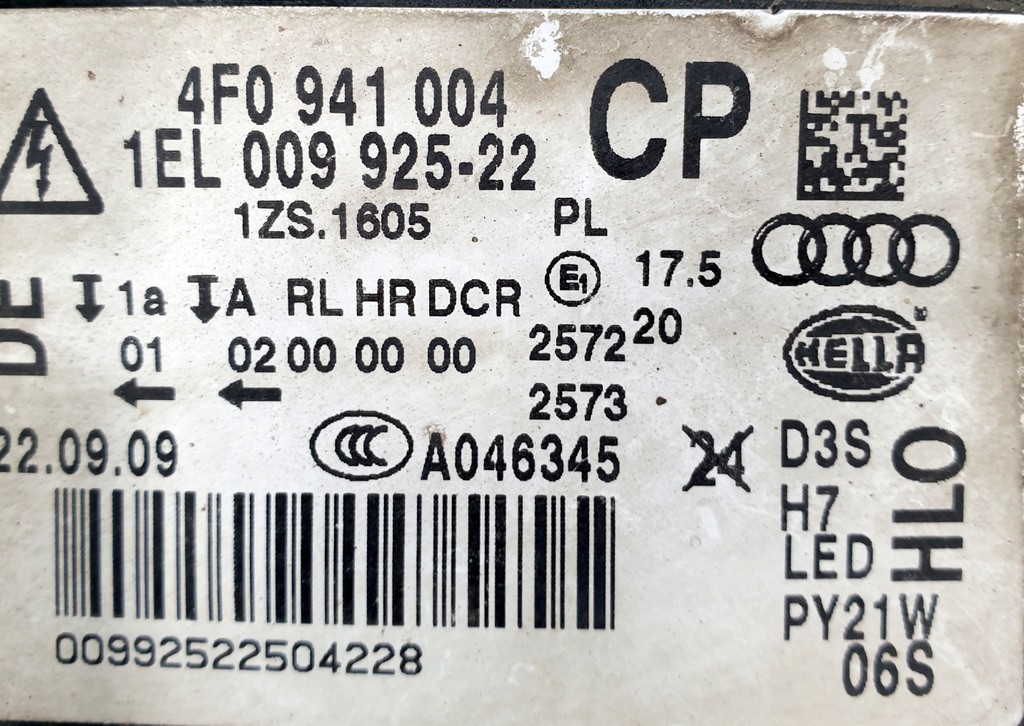 4F0 941 004 CP
1EL 009 925-22
1ZS.1605 PL
E1 17.5
DE 1a A RL HR DCR
01 02 00 00 00
2572 20
2573
HELLA
22.09.09 CCC A046345 24 D3S
H7
LED
HLO
PY21W
06S
00992522504228